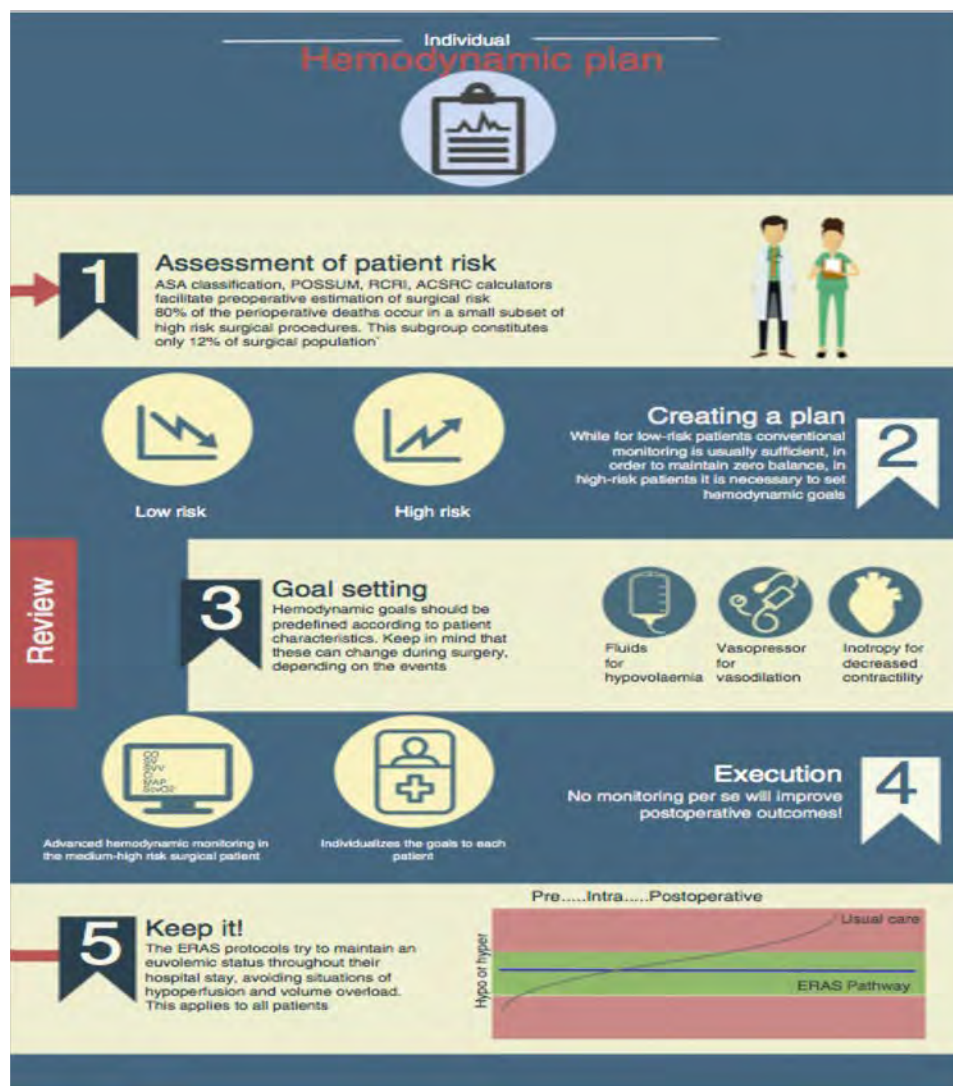 Individual
Hemodynamic plan
1
Assessment of patient risk
ASA classification, POSSUM, RCRI, ACSRC calculators
facilitate preoperative estimation of surgical risk
80% of the perioperative deaths occur in a small subset of
high risk surgical procedures. This subgroup constitutes
only 12% of surgical population
Low risk
High risk
Creating a plan
While for low-risk patients conventional
monitoring is usually sufficient, in
order to maintain zero balance, in
high-risk patients it is necessary to set
hemodynamic goals
2
Review
3
Goal setting
Hemodynamic goals should be
predefined according to patient
characteristics. Keep in mind that
these can change during surgery,
depending on the events
Fluids
for
hypovolaemia
Vasopressor
for
vasodilation
Inotropy for
decreased
contractility
CO
MAP
ScvO2
Advanced hemodynamic monitoring in
the medium-high risk surgical patient
Individualizes the goals to each
patient
Execution
No monitoring per se will improve
postoperative outcomes!
4
5
Keep it!
The ERAS protocols try to maintain an
euvolemic status throughout their
hospital stay, avoiding situations of
hypoperfusion and volume overload.
This applies to all patients
Pre.....Intra.....Postoperative
Hypo or hyper
Usual care
ERAS Pathway